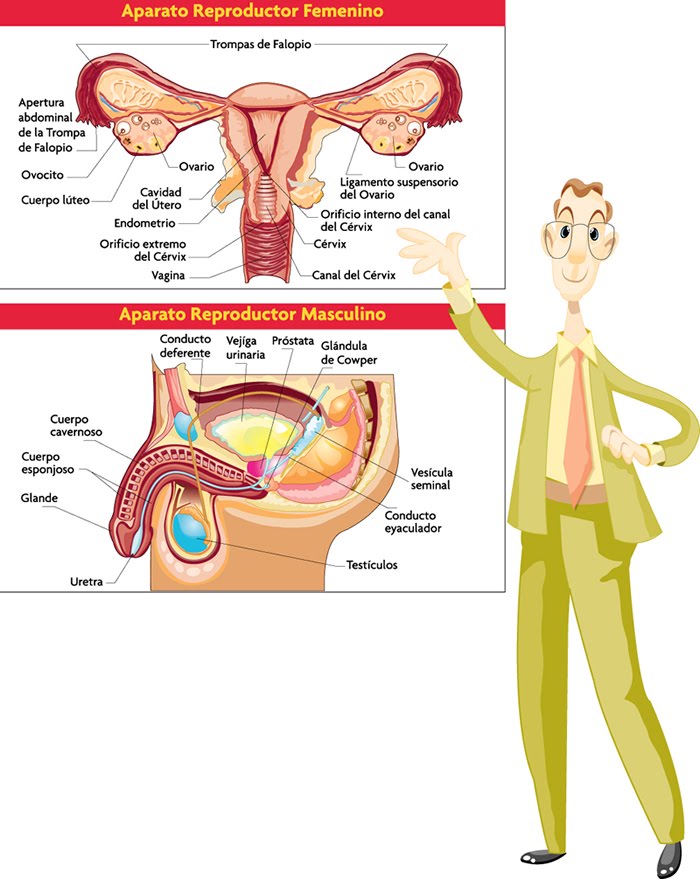 Aparato Reproductor Femenino
Trompas de Falopio
Apertura
abdominal
de la Trompa
de Falopio
Ovocito
Cuerpo lúteo
Ovario
Cavidad
del Útero
Endometrio
Orificio extremo
del Cérvix
Vagina
Ovario
Ligamento suspensorio
del Ovario
Orificio interno del canal
del Cérvix
Cérvix
Canal del Cérvix
Aparato Reproductor Masculino
Conducto
deferente
Vejíga
urinaria
Próstata
Glándula
de Cowper
Cuerpo
cavernoso
Cuerpo
esponjoso
Glande
Uretra
Vesícula
seminal
Conducto
eyaculador
Testículos